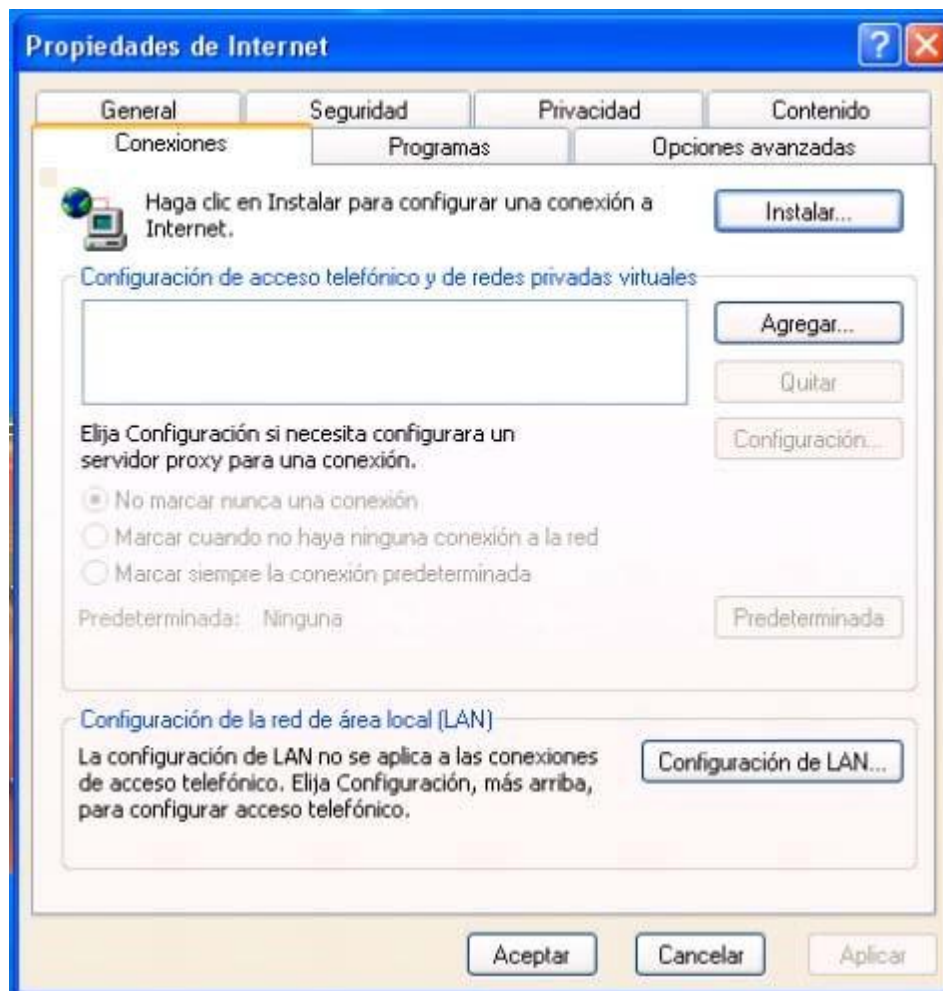 Propiedades de Internet
General Seguridad Privacidad Contenido
Conexiones Programas Opciones avanzadas
Haga clic en Instalar para configurar una conexión a
Internet.
Instalar...
Configuración de acceso telefónico y de redes privadas virtuales
Agregar...
Quitar
Elija Configuración si necesita configurara un
servidor proxy para una conexión.
Configuración...
No marcar nunca una conexión
Marcar cuando no haya ninguna conexión a la red
Marcar siempre la conexión predeterminada
Predeterminada: Ninguna
Predeterminada
Configuración de la red de área local (LAN)
La configuración de LAN no se aplica a las conexiones
de acceso telefónico. Elija Configuración, más arriba,
para configurar acceso telefónico.
Configuración de LAN...
Aceptar Cancelar Aplicar